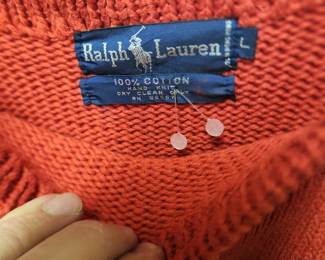 Ralph Lauren
L
100% COTTON
HAND KNIT
DRY CLEAN ONLY